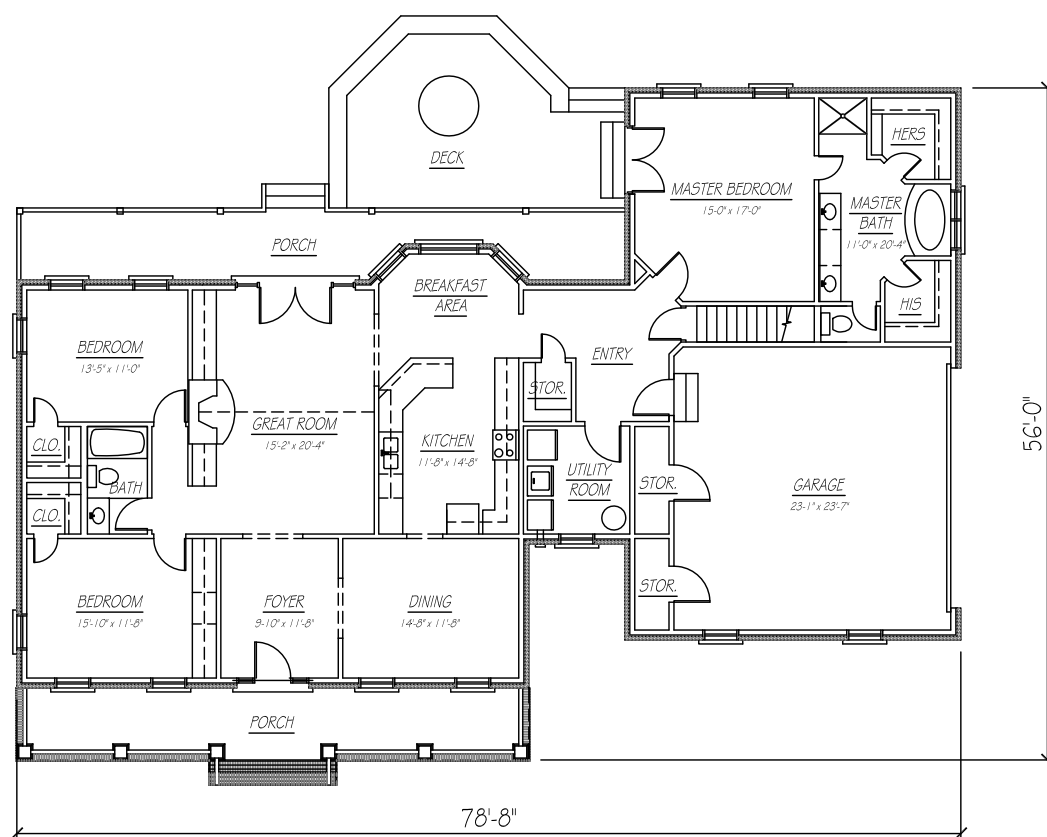 DECK
HERS
MASTER BEDROOM
15'-0" x 17'-0"
MASTER
BATH
11'-0" x 20'-4"
PORCH
BREAKFAST
AREA
HIS
BEDROOM
13'-5" x 11'-0"
ENTRY
STOR.
GREAT ROOM
15'-2" x 20'-4"
CLO.
KITCHEN
11'-8" x 14'-8"
56'-0"
UTILITY
ROOM
STOR.
GARAGE
23'-1" x 23'-7"
BATH
CLO.
BEDROOM
15'-10" x 11'-8"
FOYER
9'-10" x 11'-8"
DINING
14'-8" x 11'-8"
STOR.
PORCH
78'-8"